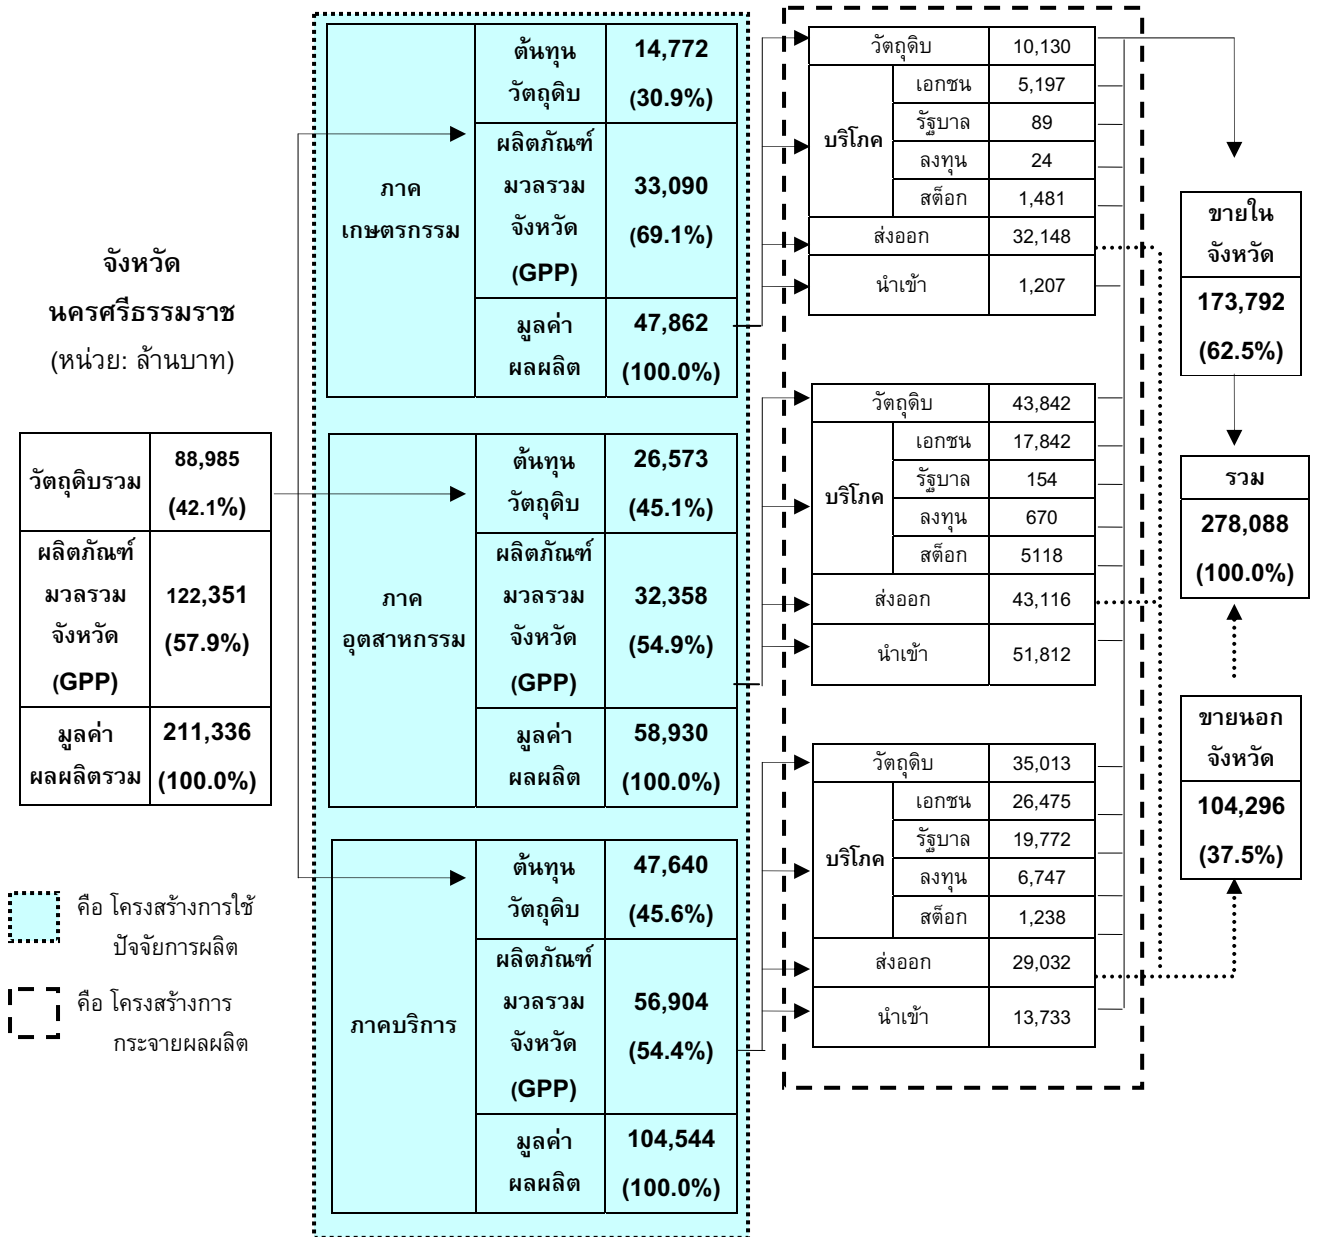 จังหวัด
นครศรีธรรมราช
(หน่วย: ล้านบาท)
วัตถุดิบรวม 88,985
(42.1%)
ผลิตภัณฑ์
มวลรวม
จังหวัด
(GPP)
122,351
(57.9%)
มูลค่า
ผลผลิตรวม
211,336
(100.0%)
คือ โครงสร้างการใช้
ปัจจัยการผลิต
คือ โครงสร้างการ
กระจายผลผลิต
ภาค
เกษตรกรรม
ต้นทุน
วัตถุดิบ
14,772
(30.9%)
ผลิตภัณฑ์
มวลรวม
จังหวัด
(GPP)
33,090
(69.1%)
มูลค่า
ผลผลิต
47,862
(100.0%)
ภาค
อุตสาหกรรม
ต้นทุน
วัตถุดิบ
26,573
(45.1%)
ผลิตภัณฑ์
มวลรวม
จังหวัด
(GPP)
32,358
(54.9%)
มูลค่า
ผลผลิต
58,930
(100.0%)
ภาคบริการ
ต้นทุน
วัตถุดิบ
47,640
(45.6%)
ผลิตภัณฑ์
มวลรวม
จังหวัด
(GPP)
56,904
(54.4%)
มูลค่า
ผลผลิต
104,544
(100.0%)
วัตถุดิบ 10,130
บริโภค
เอกชน 5,197
รัฐบาล 89
ลงทุน 24
สต็อก 1,481
ส่งออก 32,148
นำเข้า 1,207
วัตถุดิบ 43,842
บริโภค
เอกชน 17,842
รัฐบาล 154
ลงทุน 670
สต็อก 5118
ส่งออก 43,116
นำเข้า 51,812
วัตถุดิบ 35,013
บริโภค
เอกชน 26,475
รัฐบาล 19,772
ลงทุน 6,747
สต็อก 1,238
ส่งออก 29,032
นำเข้า 13,733
ขายใน
จังหวัด
173,792
(62.5%)
รวม
278,088
(100.0%)
ขายนอก
จังหวัด
104,296
(37.5%)